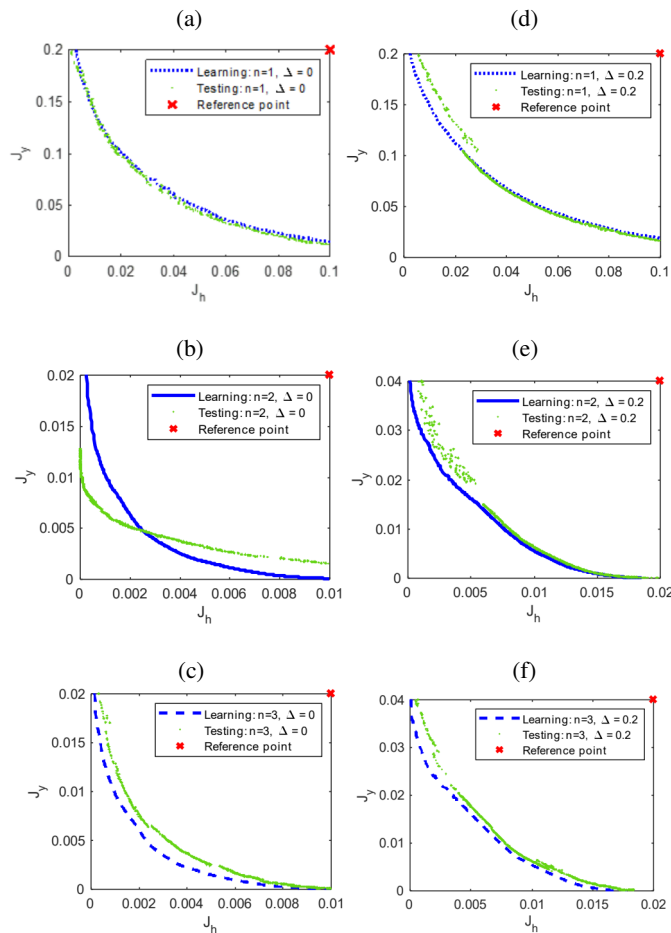 (a)
0.2
0.15
0.1
0.05
0
J_y
Learning: n=1, Δ = 0
Testing: n=1, Δ = 0
Reference point
0 0.02 0.04 0.06 0.08 0.1
J_h
(d)
0.2
0.15
0.1
0.05
0
J_y
Learning: n=1, Δ = 0.2
Testing: n=1, Δ = 0.2
Reference point
0 0.02 0.04 0.06 0.08 0.1
J_h
(b)
0.02
0.015
0.01
0.005
0
J_y
Learning: n=2, Δ = 0
Testing: n=2, Δ = 0
Reference point
0 0.002 0.004 0.006 0.008 0.01
J_h
(e)
0.04
0.03
0.02
0.01
0
J_y
Learning: n=2, Δ = 0.2
Testing: n=2, Δ = 0.2
Reference point
0 0.005 0.01 0.015 0.02
J_h
(c)
0.02
0.015
0.01
0.005
0
J_y
Learning: n=3, Δ = 0
Testing: n=3, Δ = 0
Reference point
0 0.002 0.004 0.006 0.008 0.01
J_h
(f)
0.04
0.03
0.02
0.01
0
J_y
Learning: n=3, Δ = 0.2
Testing: n=3, Δ = 0.2
Reference point
0 0.005 0.01 0.015 0.02
J_h